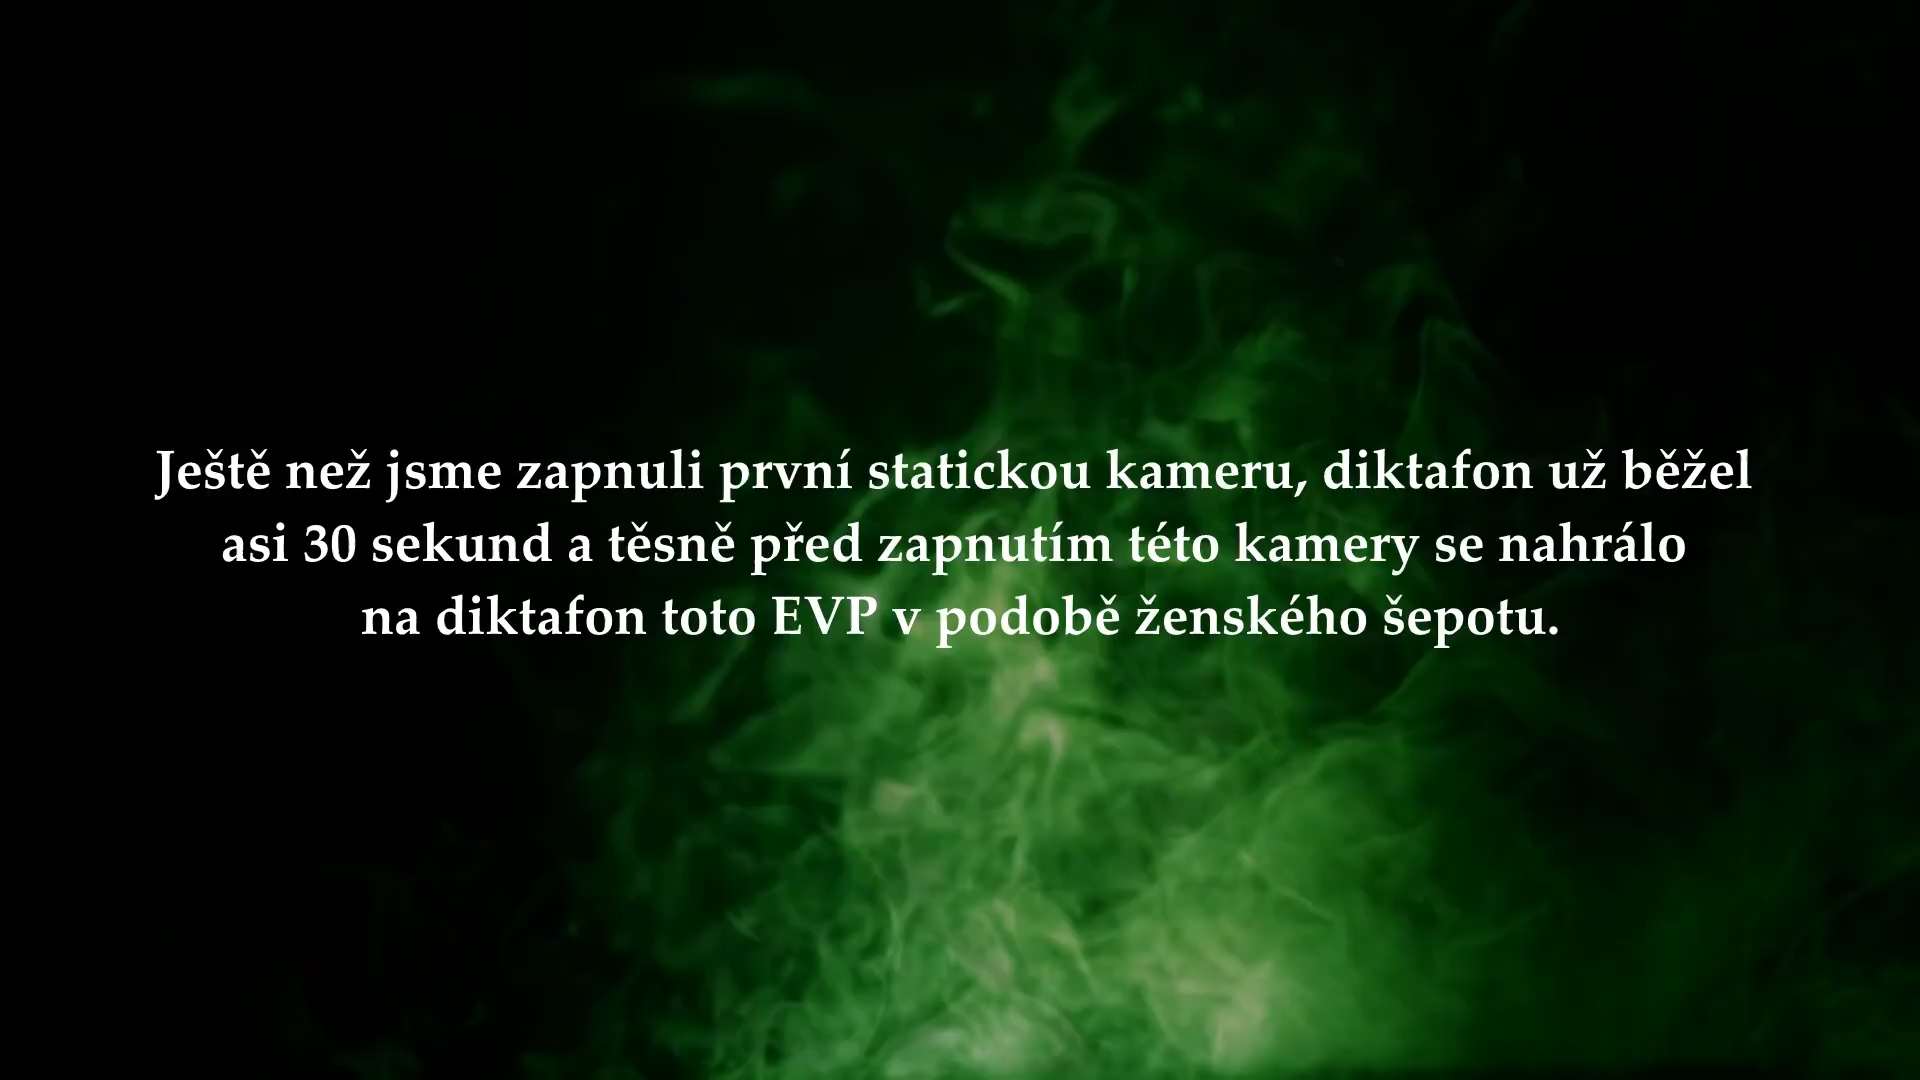 Ještě než jsme zapnuli první statickou kameru, diktafon už běžel
asi 30 sekund a těsně před zapnutím této kamery se nahrálo
na diktafon toto EVP v podobě ženského šepotu.